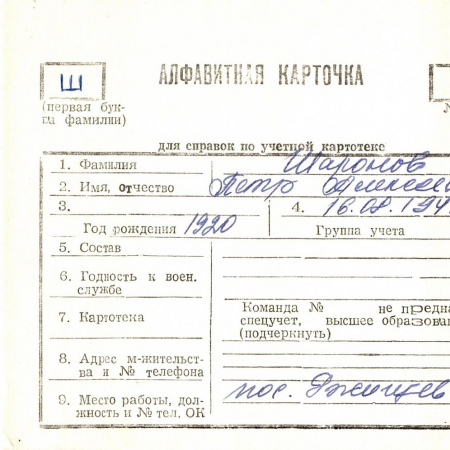 Ш
АЛФАВИТНАЯ КАРТОЧКА
(первая бук-
ва фамилии)
для справок по учетной картотеке
1. Фамилия Шаронов
2. Имя, отчество Петр Алексее
3. 4. 16.08.194
Год рождения 1920 Группа учета
5. Состав
6. Годность к воен.
службе
7. Картотека
Команда № не предна
спецучет, высшее образован
(подчеркнуть)
8. Адрес м-жительст-
ва и № телефона
9. Место работы, дол-
жность и № тел. ОК
пос.